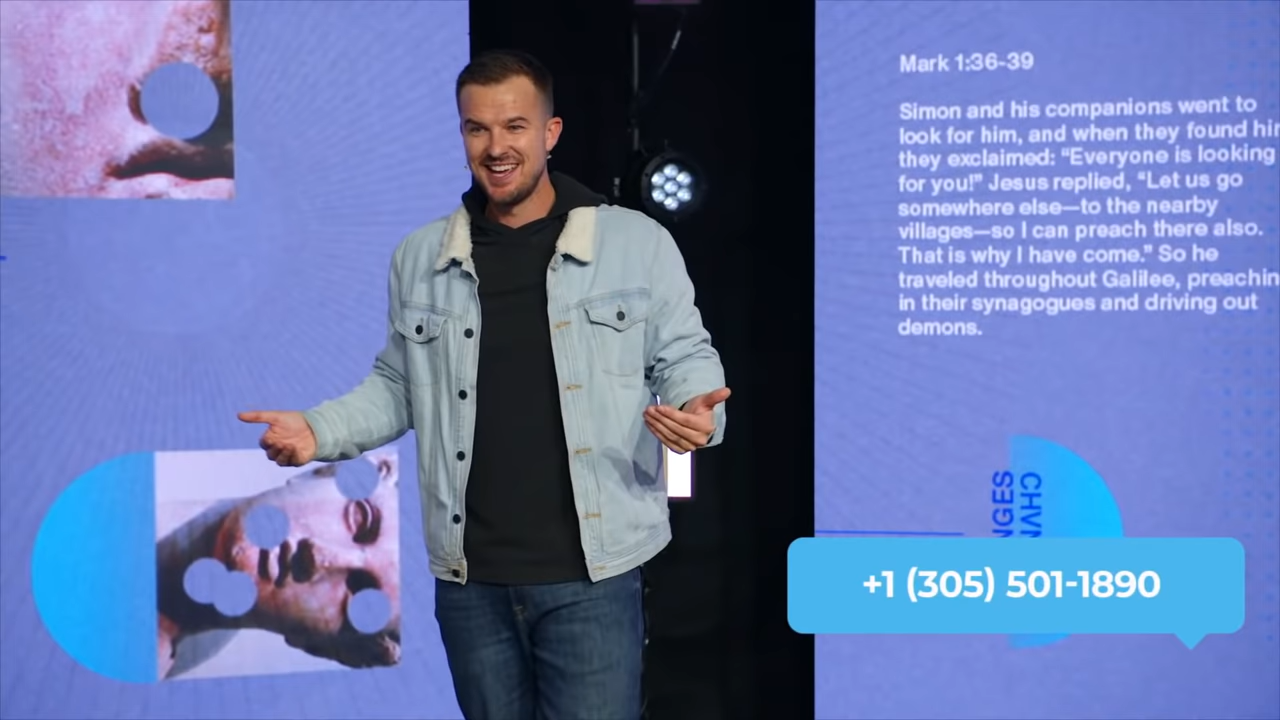 Mark 1:36-39
Simon and his companions went to
look for him, and when they found hi
they exclaimed: “Everyone is looking
for you!” Jesus replied, “Let us go
somewhere else—to the nearby
villages—so I can preach there also.
That is why I have come.” So he
traveled throughout Galilee, preachin
in their synagogues and driving out
demons.
NGES
CHAN
+1 (305) 501-1890